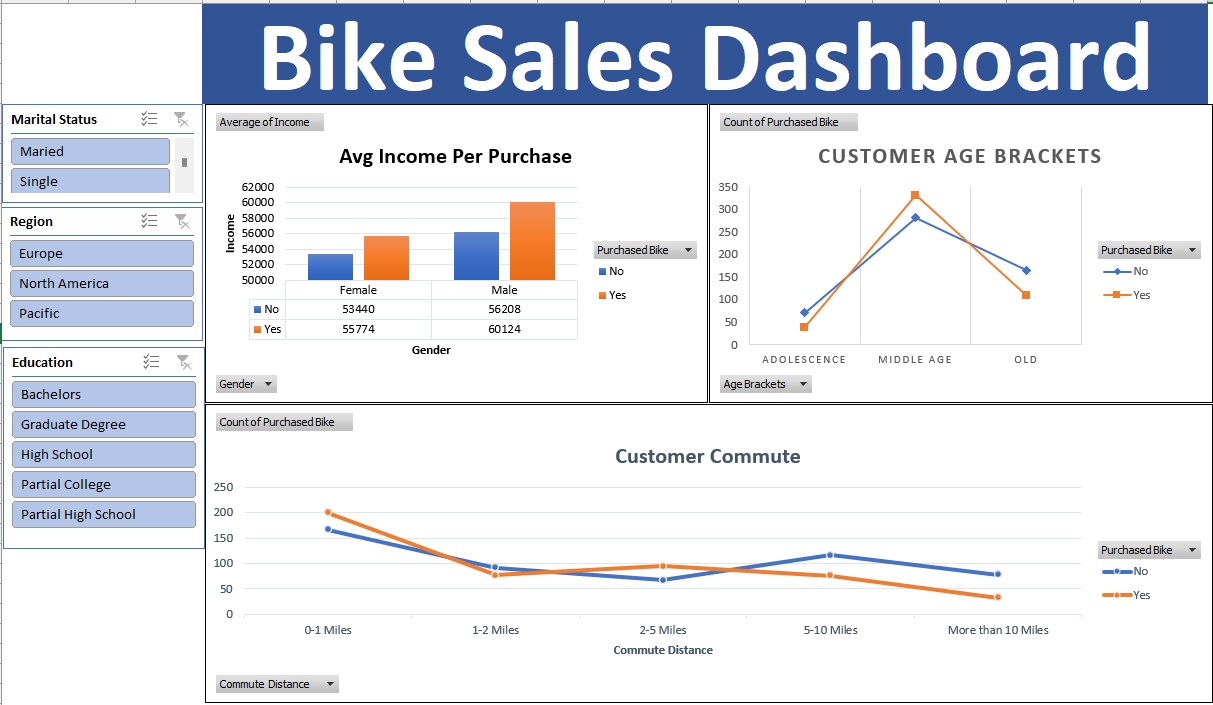 Bike Sales Dashboard
Marital Status
Maried
Single
Region
Europe
North America
Pacific
Education
Bachelors
Graduate Degree
High School
Partial College
Partial High School
Average of Income
Avg Income Per Purchase
62000
60000
58000
56000
54000
52000
50000
Income
Female Male
No 53440 56208
Yes 55774 60124
Gender
Purchased Bike
No
Yes
Gender
Count of Purchased Bike
CUSTOMER AGE BRACKETS
350
300
250
200
150
100
50
0
ADOLESCENCE MIDDLE AGE OLD
Purchased Bike
No
Yes
Age Brackets
Count of Purchased Bike
Customer Commute
250
200
150
100
50
0
0-1 Miles 1-2 Miles 2-5 Miles 5-10 Miles More than 10 Miles
Commute Distance
Purchased Bike
No
Yes
Commute Distance